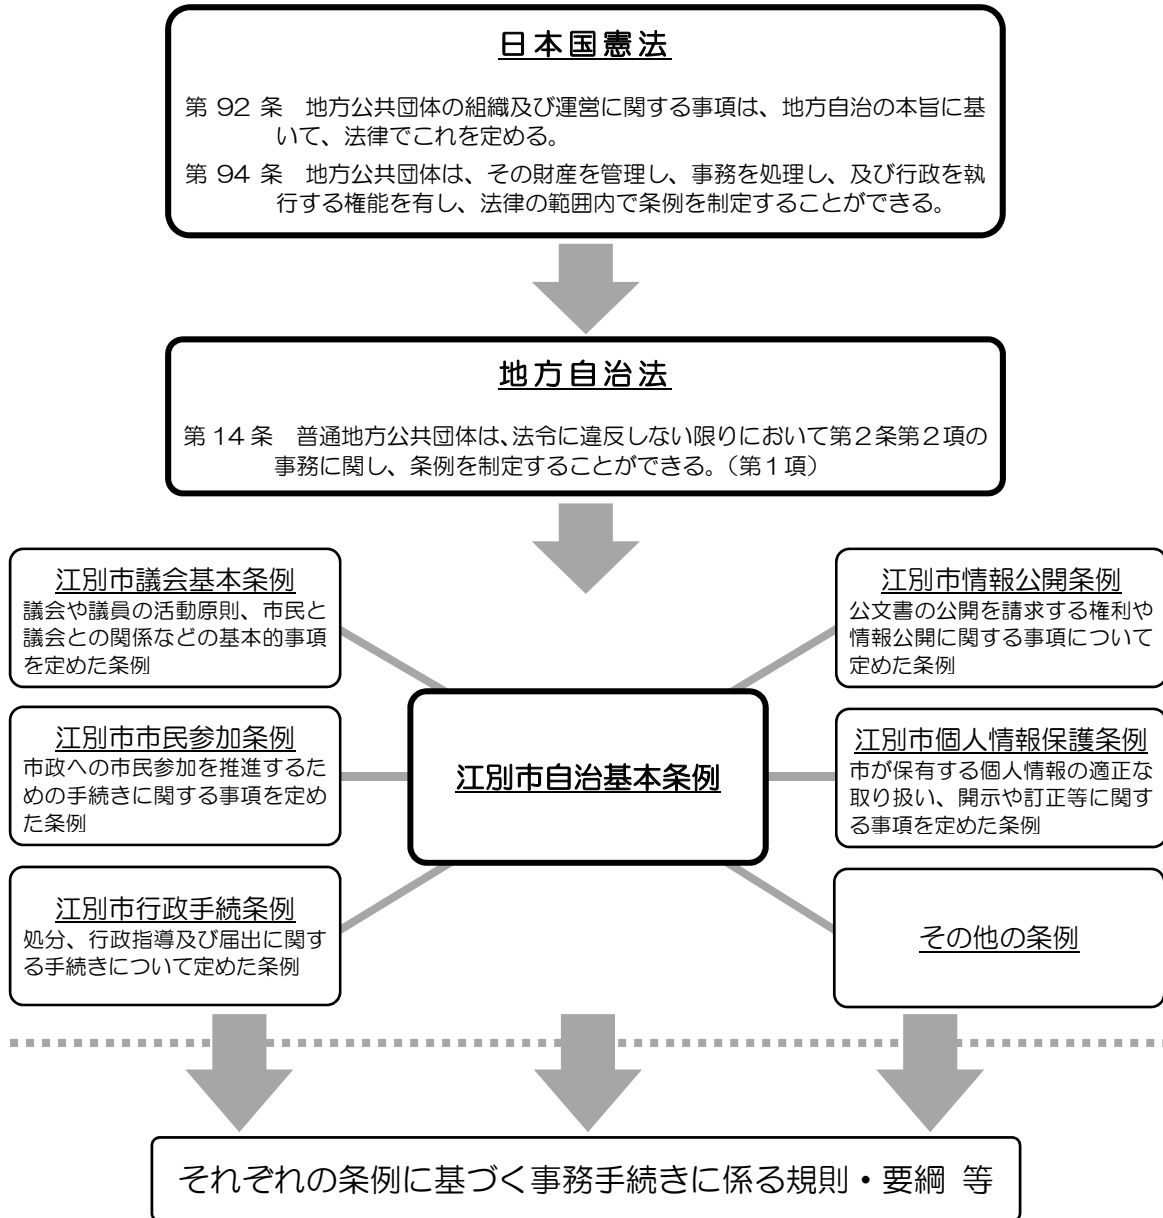 日本国憲法
第 92 条　地方公共団体の組織及び運営に関する事項は、地方自治の本旨に基
いて、法律でこれを定める。
第 94 条　地方公共団体は、その財産を管理し、事務を処理し、及び行政を執
行する権能を有し、法律の範囲内で条例を制定することができる。
地方自治法
第 14 条　普通地方公共団体は、法令に違反しない限りにおいて第２条第２項の
事務に関し、条例を制定することができる。（第１項）
江別市議会基本条例
議会や議員の活動原則、市民と
議会との関係などの基本的事項
を定めた条例
江別市情報公開条例
公文書の公開を請求する権利や
情報公開に関する事項について
定めた条例
江別市市民参加条例
市政への市民参加を推進するた
めの手続きに関する事項を定め
た条例
江別市自治基本条例
江別市個人情報保護条例
市が保有する個人情報の適正な
取り扱い、開示や訂正等に関す
る事項を定めた条例
江別市行政手続条例
処分、行政指導及び届出に関す
る手続きについて定めた条例
その他の条例
それぞれの条例に基づく事務手続きに係る規則・要綱 等